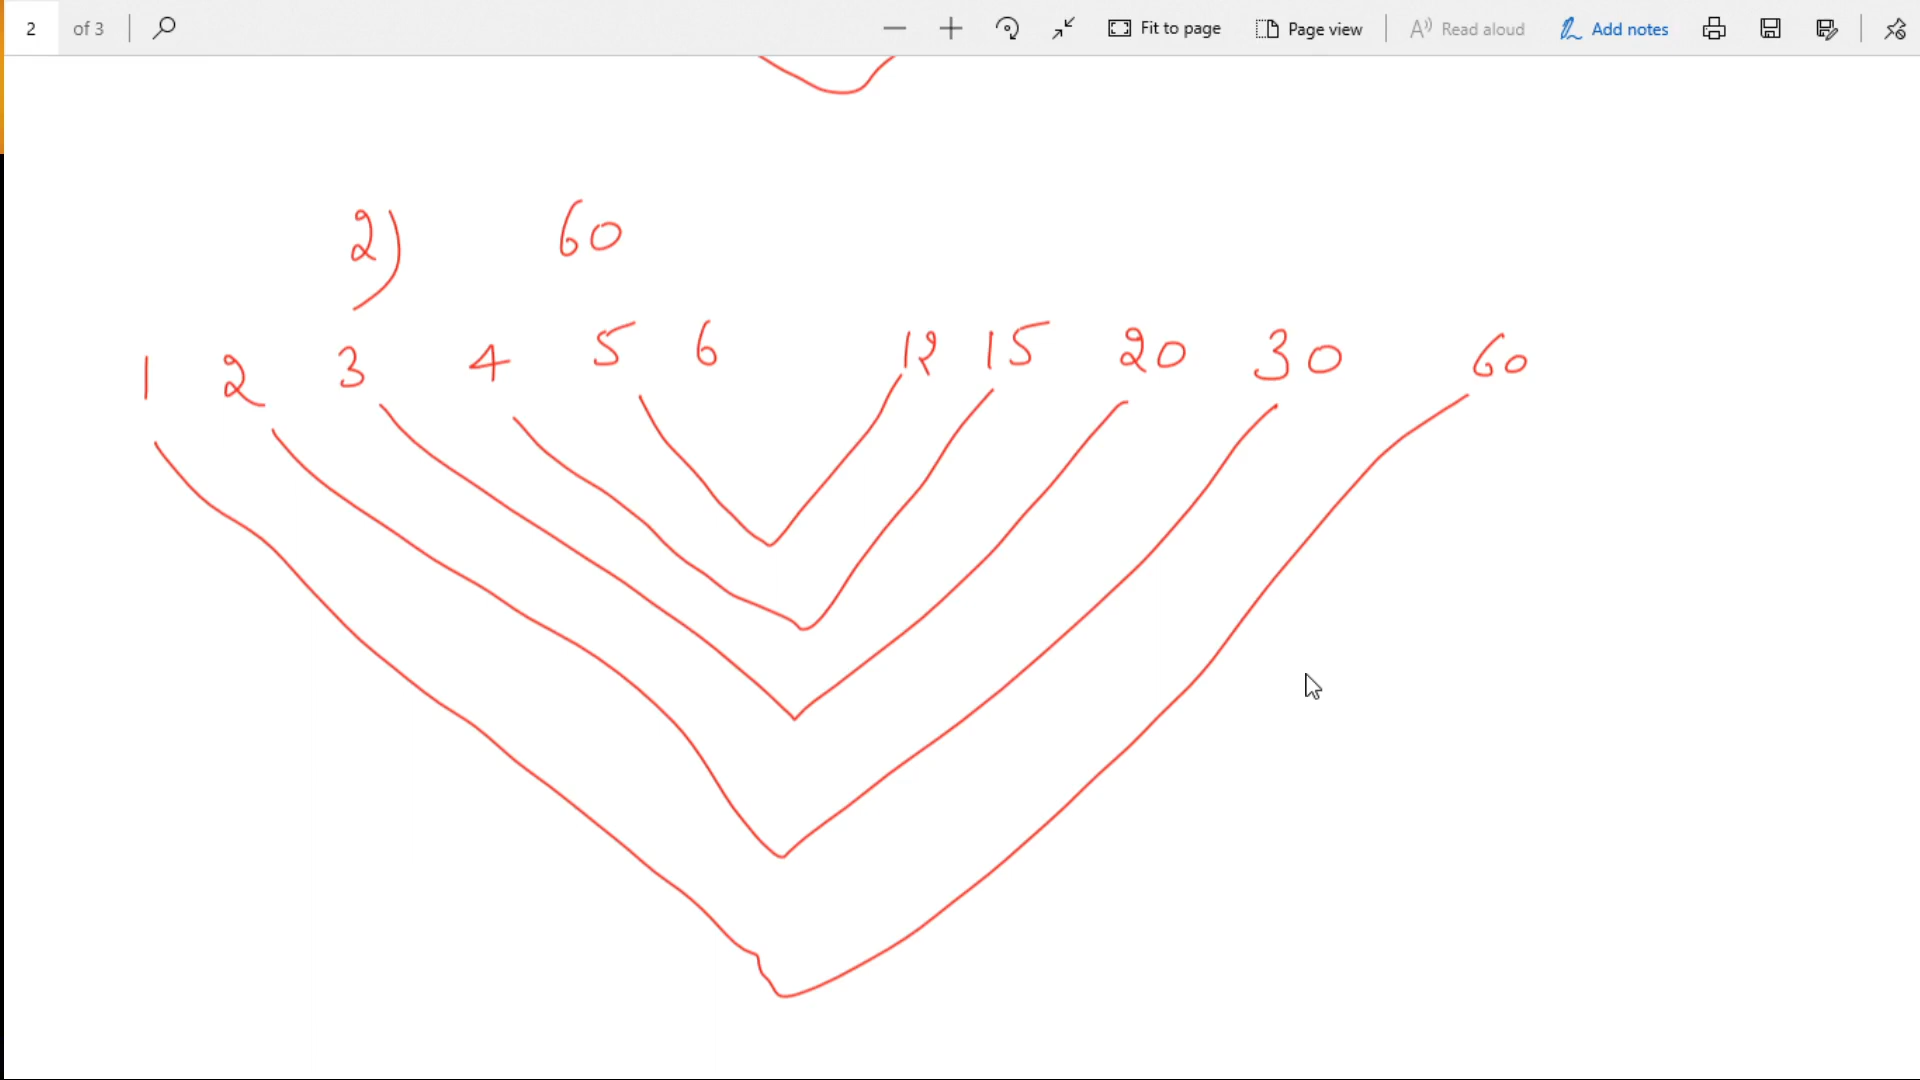 2 of 3 Fit to page Page view Read aloud Add notes
2) 60
1 2 3 4 5 6 12 15 20 30 60